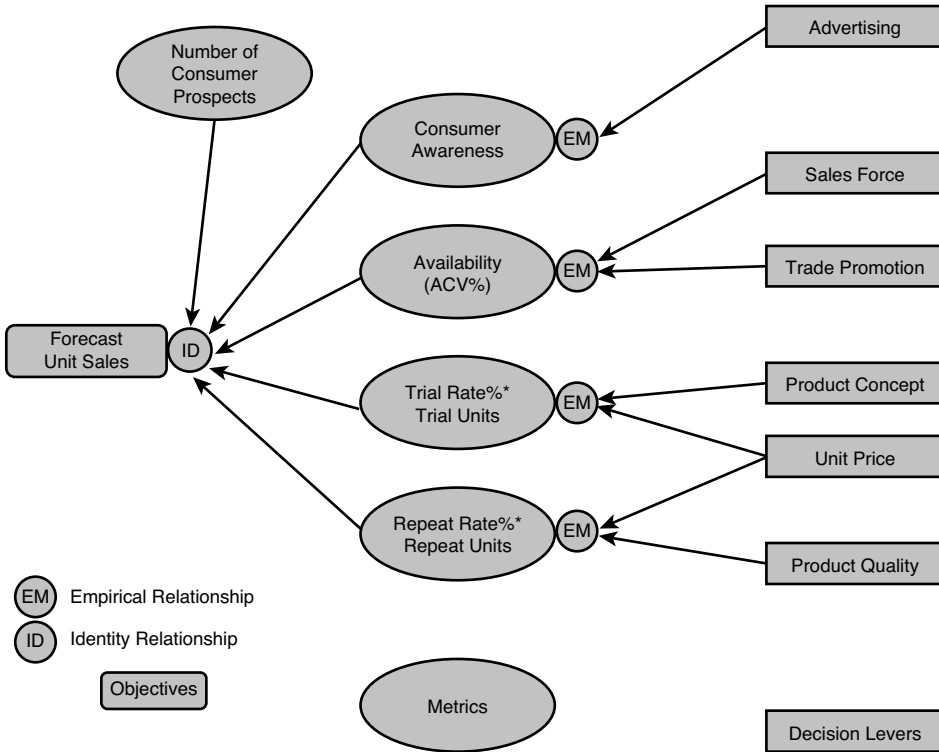 Number of
Consumer
Prospects
Advertising
Consumer
Awareness
EM
Sales Force
Availability
(ACV%)
EM
Trade Promotion
Forecast
Unit Sales
ID
Trial Rate%*
Trial Units
EM
Product Concept
Unit Price
Repeat Rate%*
Repeat Units
EM
Product Quality
EM
Empirical Relationship
ID
Identity Relationship
Objectives
Metrics
Decision Levers